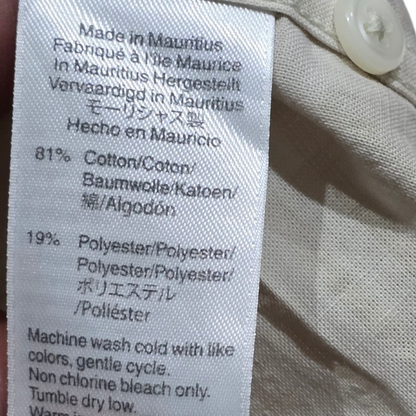 Made in Mauritius
Fabriqué à l'Ile Maurice
In Mauritius Hergestellt
Vervaardigd in Mauritius
モーリシャス製
Hecho en Mauricio
81% Cotton/Coton/
Baumwolle/Katoen/
綿/Algodón
19% Polyester/Polyester/
Polyester/Polyester/
ポリエステル
/Poliéster
Machine wash cold with like
colors, gentle cycle.
Non chlorine bleach only.
Tumble dry low.
Warm